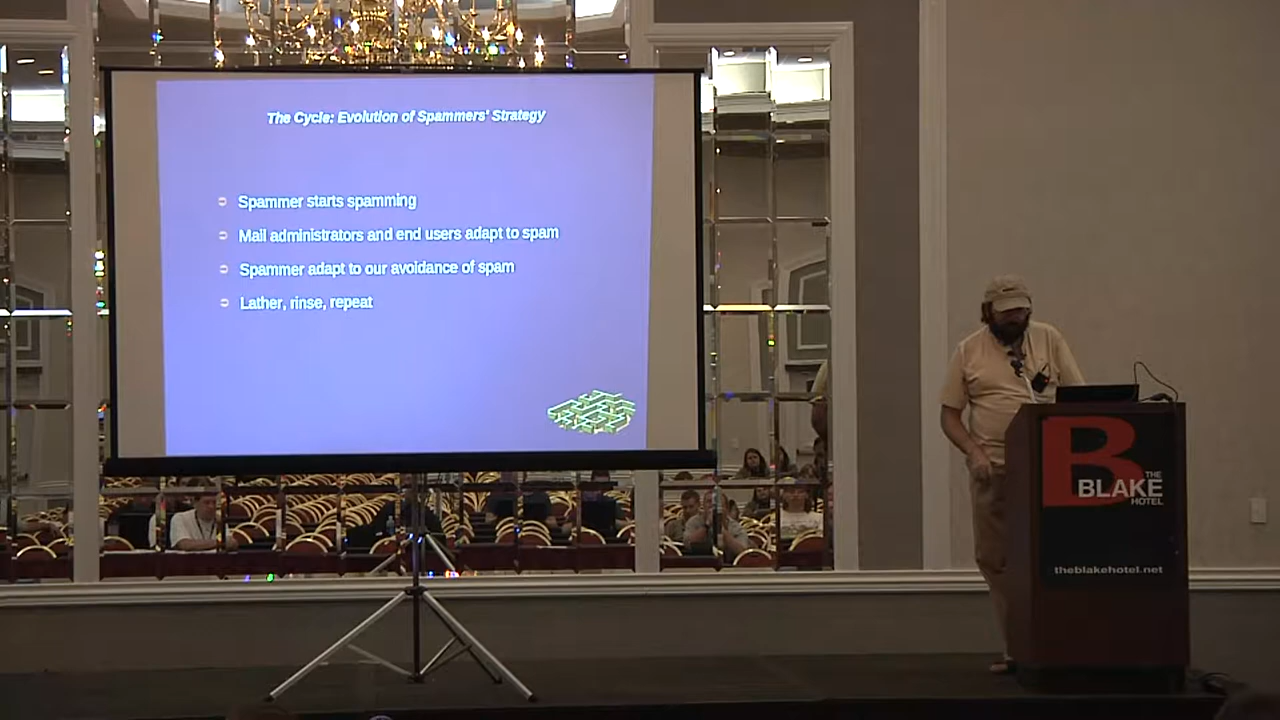 The Cycle: Evolution of Spammers' Strategy
Spammer starts spamming
Mail administrators and end users adapt to spam
Spammer adapt to our avoidance of spam
Lather, rinse, repeat
B
THE
BLAKE
HOTEL
theblakehotel.net